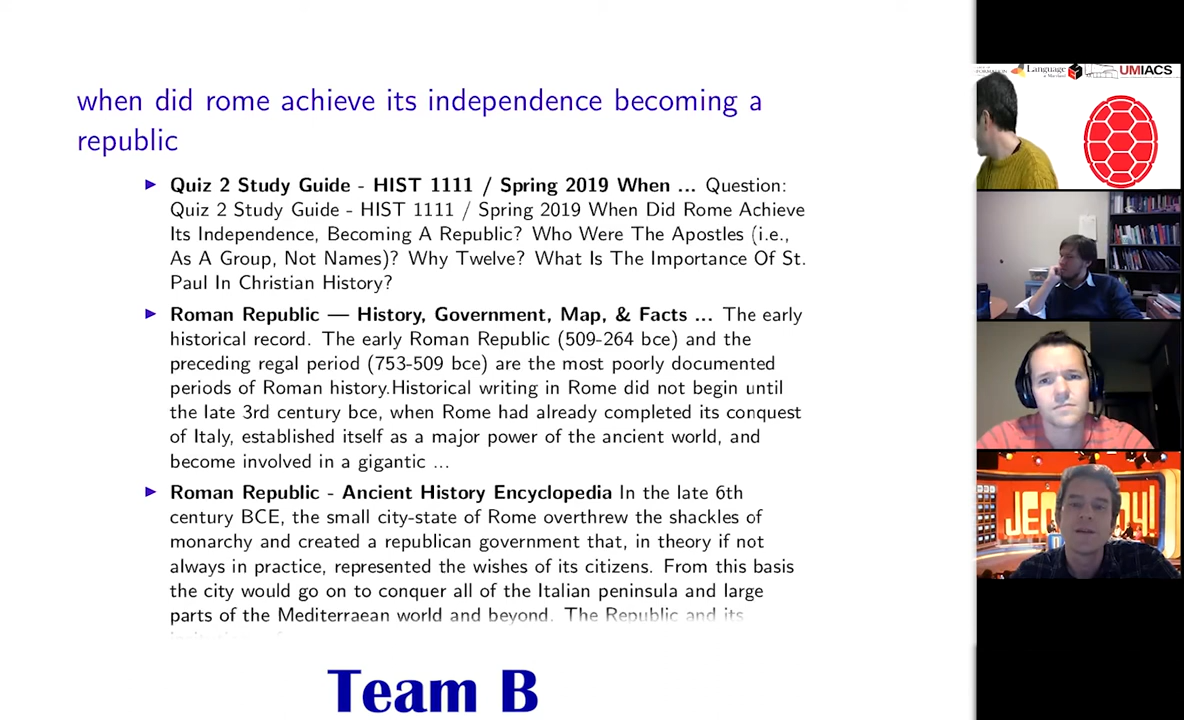 when did rome achieve its independence becoming a
republic
Quiz 2 Study Guide - HIST 1111 / Spring 2019 When ... Question:
Quiz 2 Study Guide - HIST 1111 / Spring 2019 When Did Rome Achieve
Its Independence, Becoming A Republic? Who Were The Apostles (i.e.,
As A Group, Not Names)? Why Twelve? What Is The Importance Of St.
Paul In Christian History?
Roman Republic — History, Government, Map, & Facts ... The early
historical record. The early Roman Republic (509-264 bce) and the
preceding regal period (753-509 bce) are the most poorly documented
periods of Roman history.Historical writing in Rome did not begin until
the late 3rd century bce, when Rome had already completed its conquest
of Italy, established itself as a major power of the ancient world, and
become involved in a gigantic ...
Roman Republic - Ancient History Encyclopedia In the late 6th
century BCE, the small city-state of Rome overthrew the shackles of
monarchy and created a republican government that, in theory if not
always in practice, represented the wishes of its citizens. From this basis
the city would go on to conquer all of the Italian peninsula and large
parts of the Mediterraean world and beyond. The Republic and its
Team B
Language
UMIACS